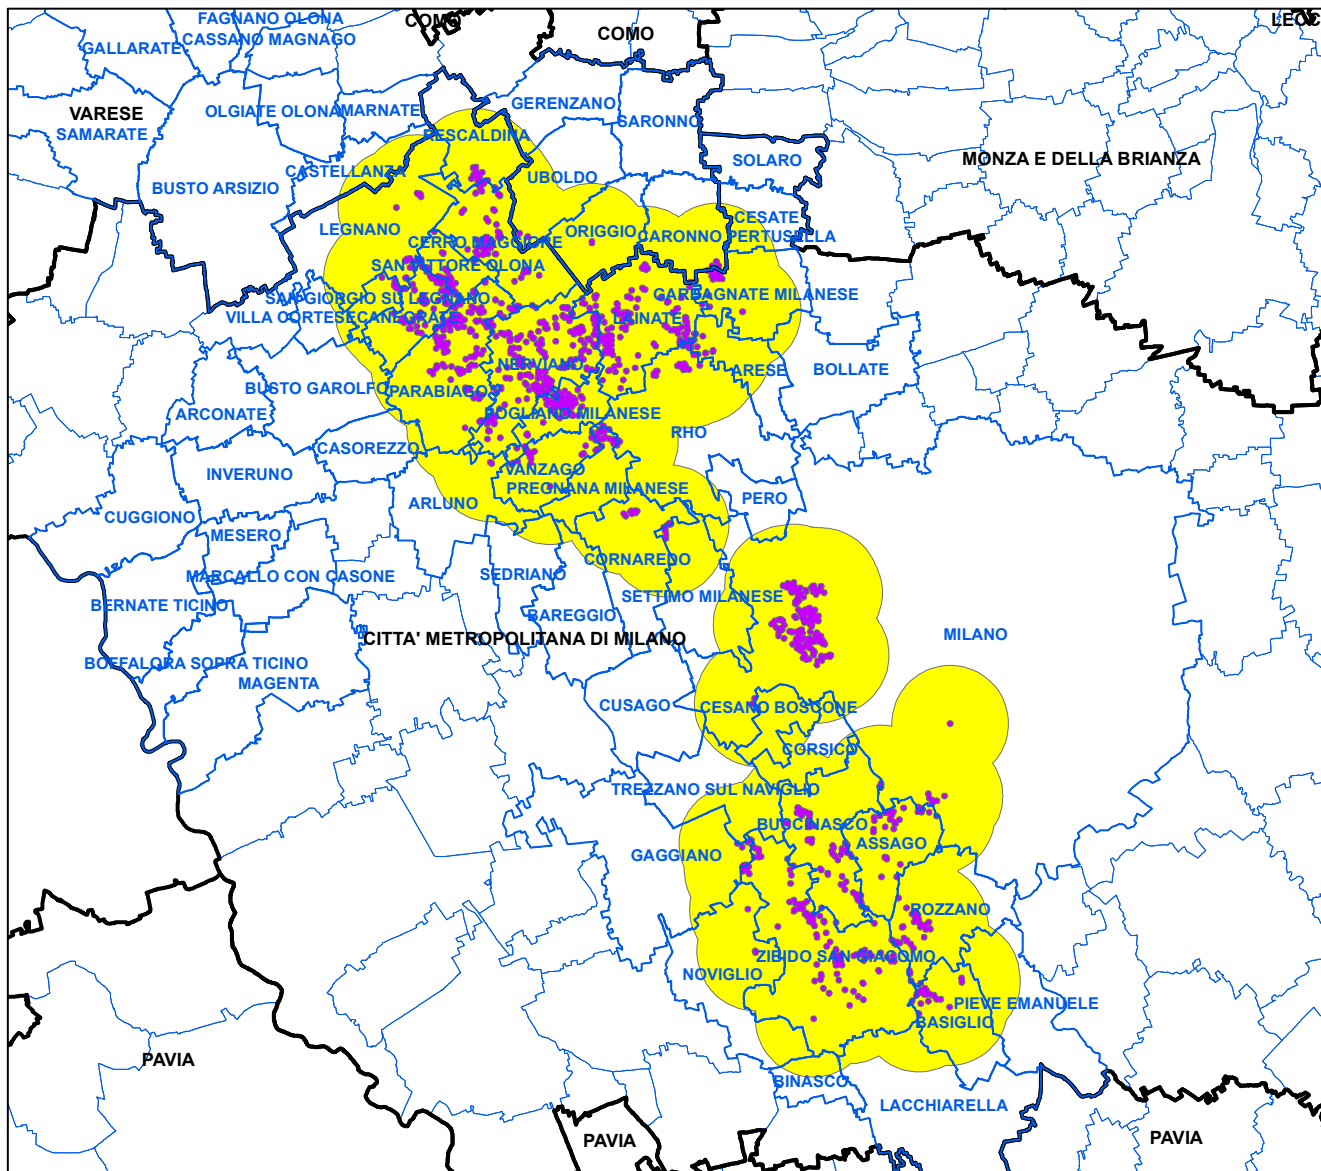 FAGNANO OLONA
COMO
LECC
COMO
CASSANO MAGNAGO
GALLARATE
GERENZANO
VARESE
OLGIATE OLONA
MARNATE
SARONNO
SAMARATE
RESCALDINA
MONZA E DELLA BRIANZA
SOLARO
CASTELLANZA
UBOLDO
BUSTO ARSIZIO
CESATE
LEGNANO
ORIGGIO
CARONNO PERTUSELLA
CERRO MAGGIORE
SAN VITTORE OLONA
GARBAGNATE MILANESE
SAN GIORGIO SU LEGNANO
VILLA CORTESE
CANEGRATE
LAINATE
NERVIANO
ARESE
BOLLATE
BUSTO GAROLFO
PARABIAGO
ARCONATE
POGLIANO MILANESE
RHO
CASOREZZO
VANZAGO
INVERUNO
PREGNANA MILANESE
PERO
ARLUNO
CUGGIONO
MESERO
CORNAREDO
MARCALLO CON CASONE
SEDRIANO
SETTIMO MILANESE
BERNATE TICINO
BAREGGIO
CITTA' METROPOLITANA DI MILANO
MILANO
BOFFALORA SOPRA TICINO
MAGENTA
CUSAGO
CESANO BOSCONE
CORSICO
TREZZANO SUL NAVIGLIO
BUCCINASCO
ASSAGO
GAGGIANO
ROZZANO
ZIBIDO SAN GIACOMO
NOVIGLIO
PIEVE EMANUELE
BASIGLIO
PAVIA
BINASCO
LACCHIARELLA
PAVIA
PAVIA